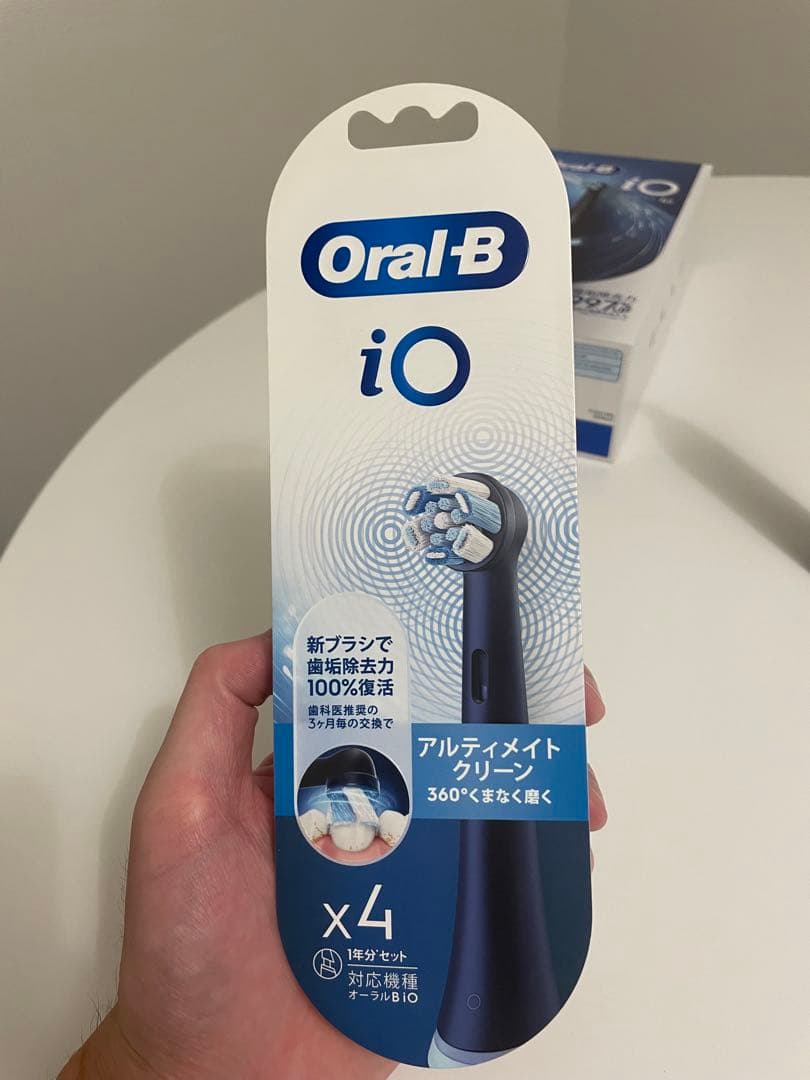 Oral-B
iO
新ブラシで
歯垢除去力
100%復活
歯科医推奨の
3ヶ月毎の交換で
アルティメイト
クリーン
360°くまなく磨く
x4
1年分*セット
対応機種
オーラルB iO
Oral-B
iO